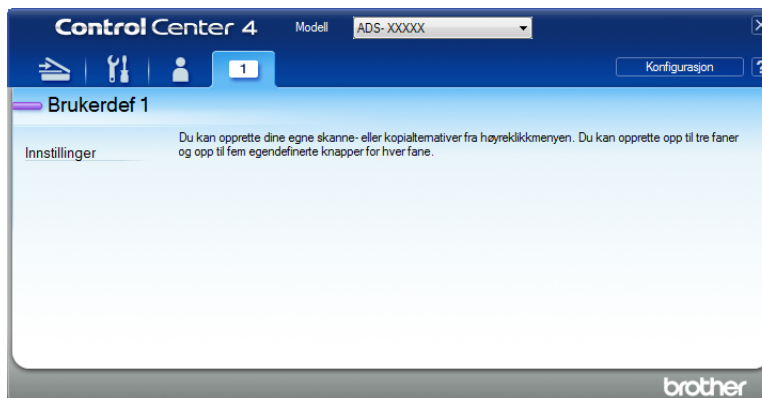 Control Center 4 Modell ADS- XXXXX
1 Konfigurasjon ?
Brukerdef 1
Du kan opprette dine egne skanne- eller kopialternativer fra høyreklikkmenyen. Du kan opprette opp til tre faner
Innstillinger og opp til fem egendefinerte knapper for hver fane.
brother